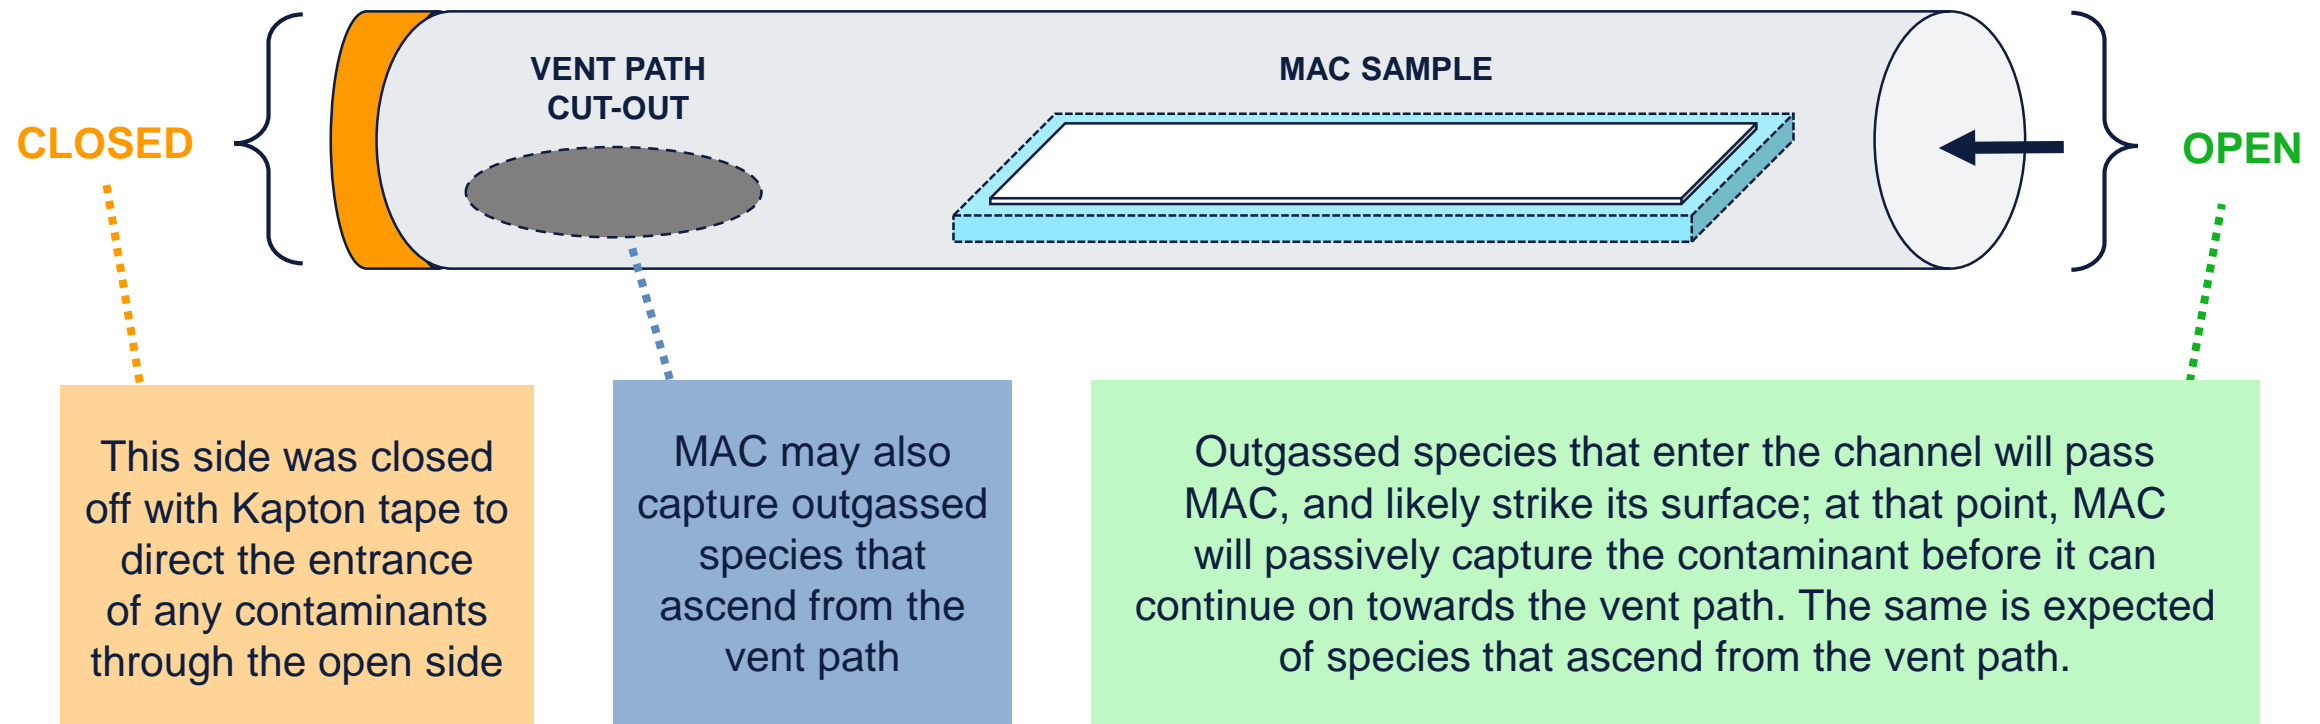 VENT PATH
CUT-OUT
MAC SAMPLE
CLOSED
OPEN
This side was closed
off with Kapton tape to
direct the entrance
of any contaminants
through the open side
MAC may also
capture outgassed
species that
ascend from the
vent path
Outgassed species that enter the channel will pass
MAC, and likely strike its surface; at that point, MAC
will passively capture the contaminant before it can
continue on towards the vent path. The same is expected
of species that ascend from the vent path.